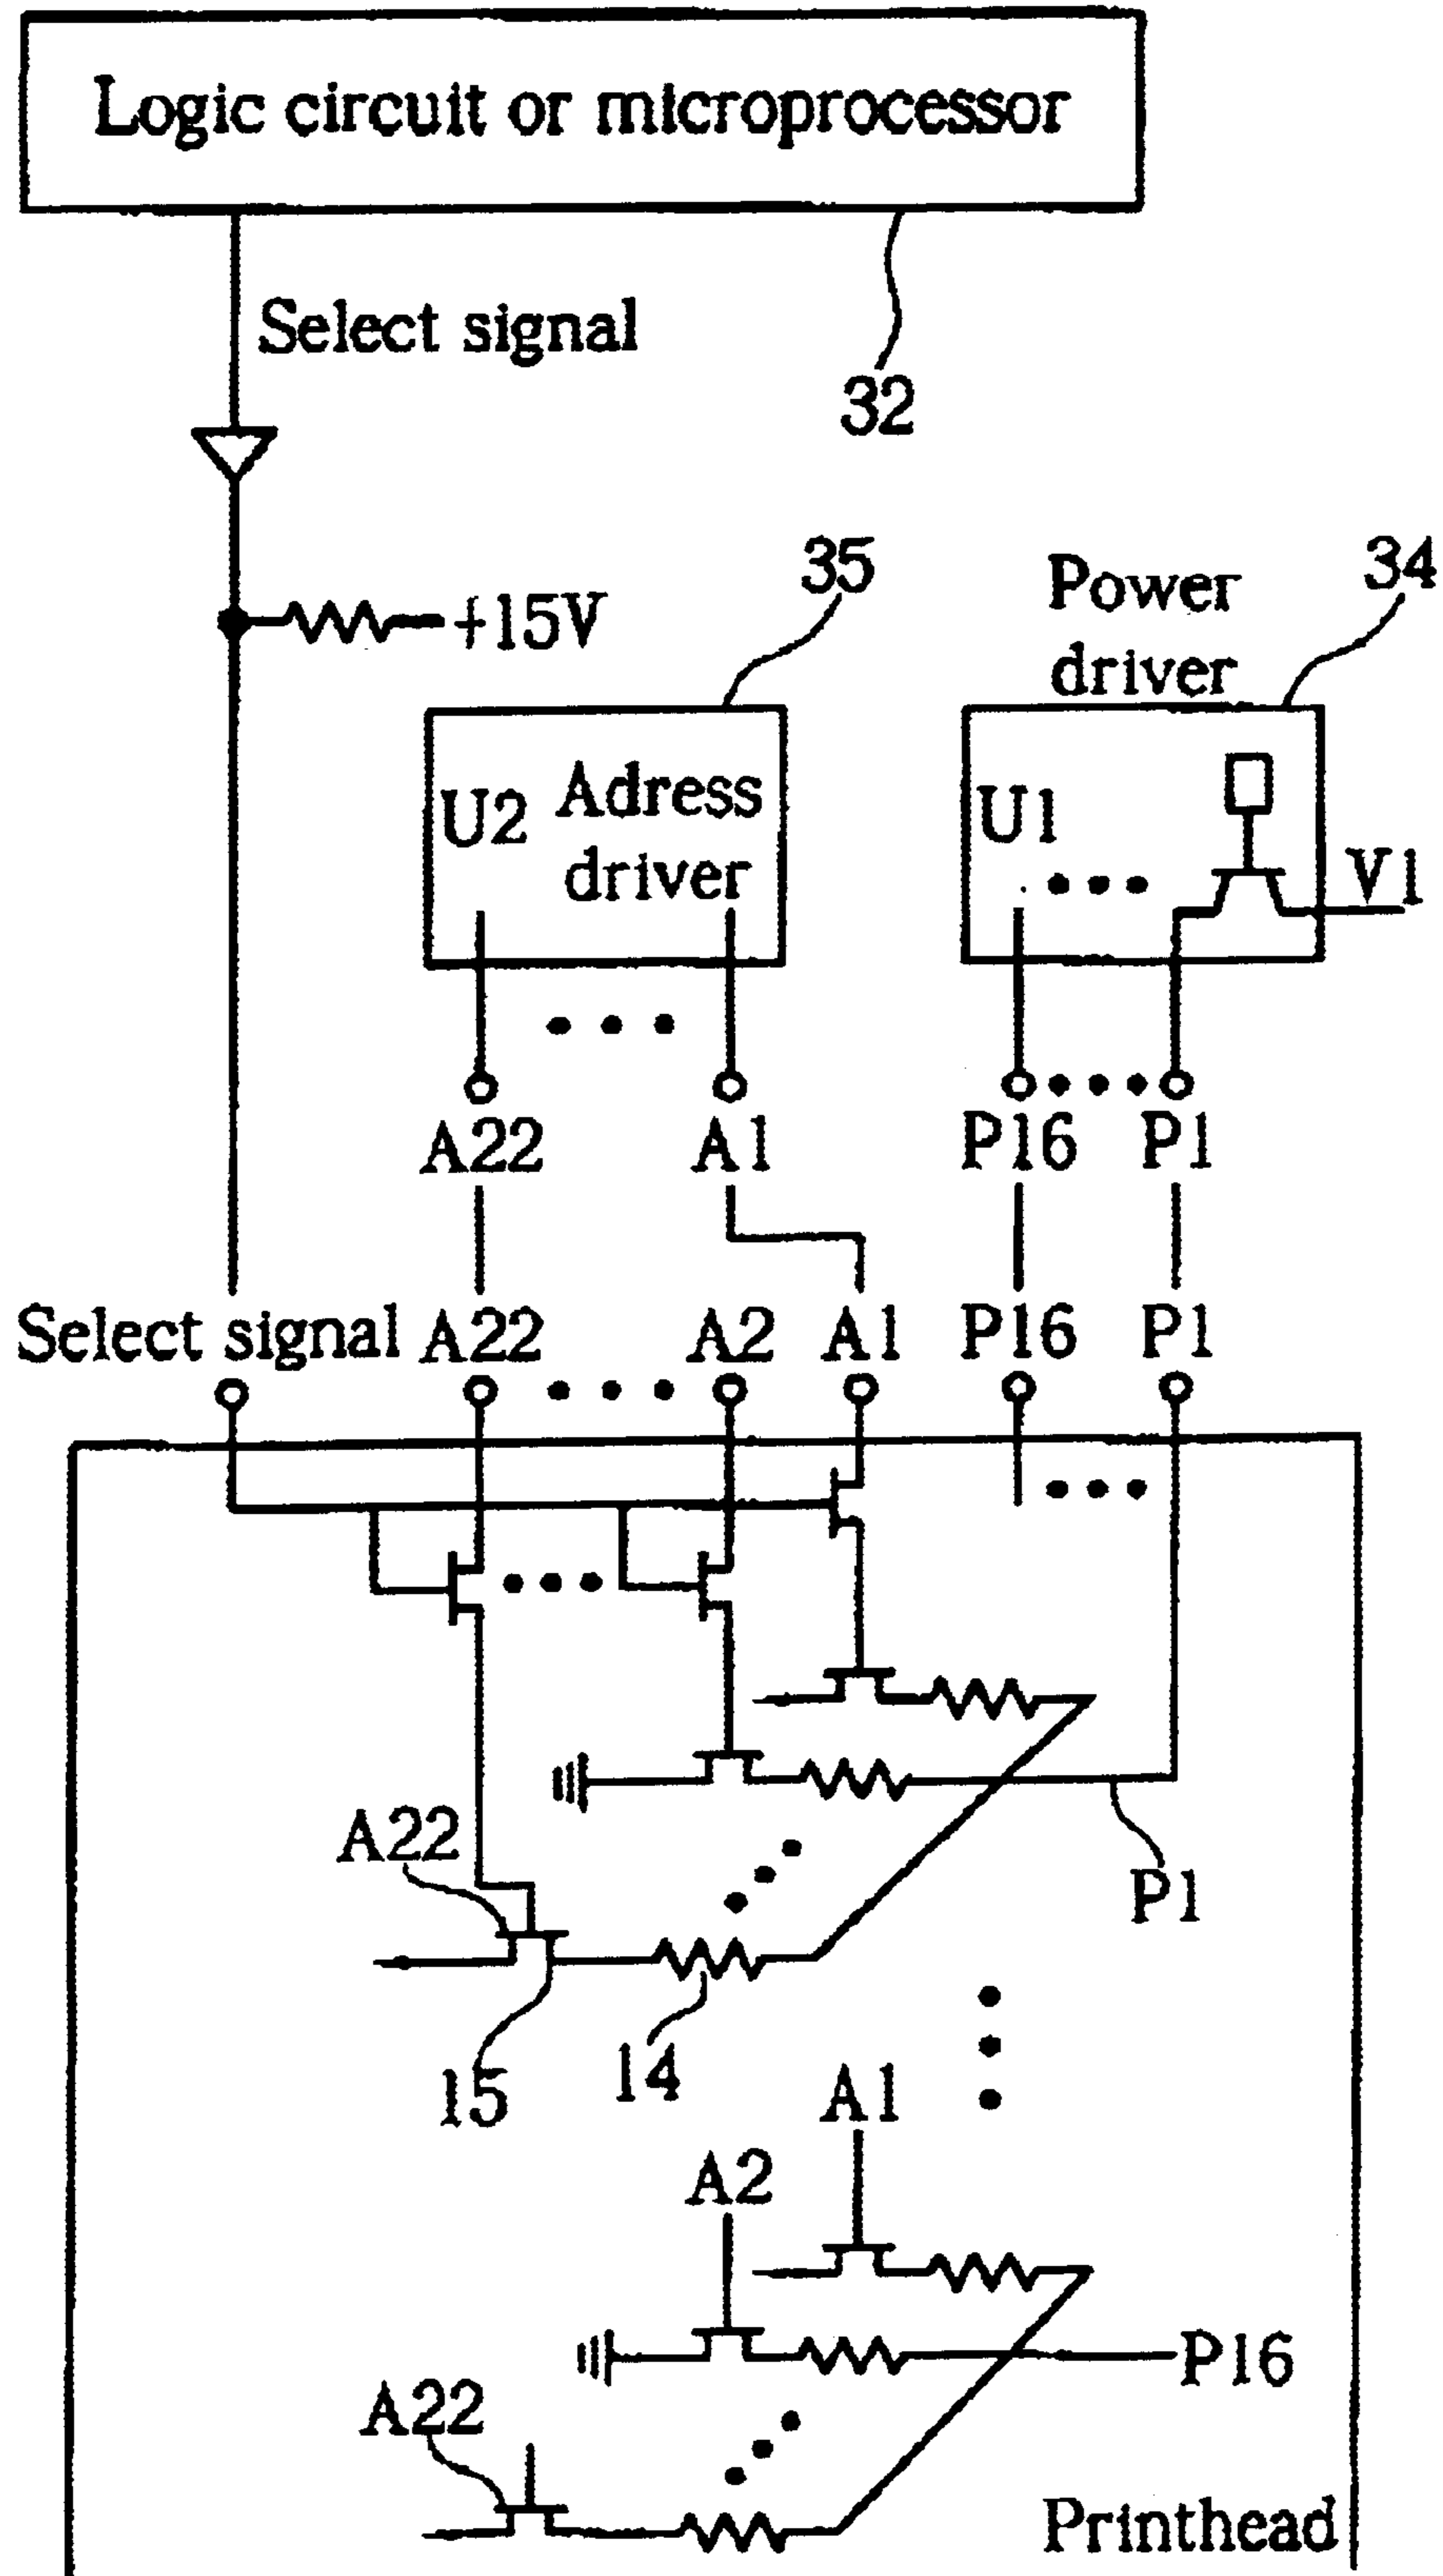 Logic circuit or microprocessor
Select signal
32
+15V
35
Power
driver
34
U2
Adress
driver
U1
V1
A22
A1
P16
P1
Select signal
A22
A2
A1
P16
P1
A22
P1
15
14
A1
A2
P16
A22
Printhead